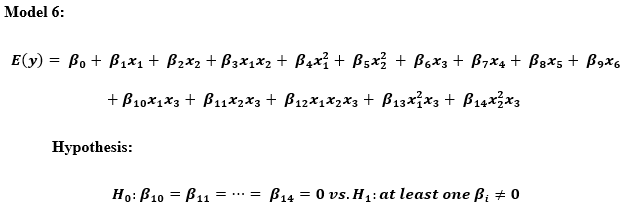 Model 6:
E(y) = β₀ + β₁x₁ + β₂x₂ + β₃x₁x₂ + β₄x₁² + β₅x₂² + β₆x₃ + β₇x₄ + β₈x₅ + β₉x₆
+ β₁₀x₁x₃ + β₁₁x₂x₃ + β₁₂x₁x₂x₃ + β₁₃x₁²x₃ + β₁₄x₂²x₃
Hypothesis:
H₀: β₁₀ = β₁₁ = ⋯ = β₁₄ = 0 vs. H₁: at least one βᵢ ≠ 0